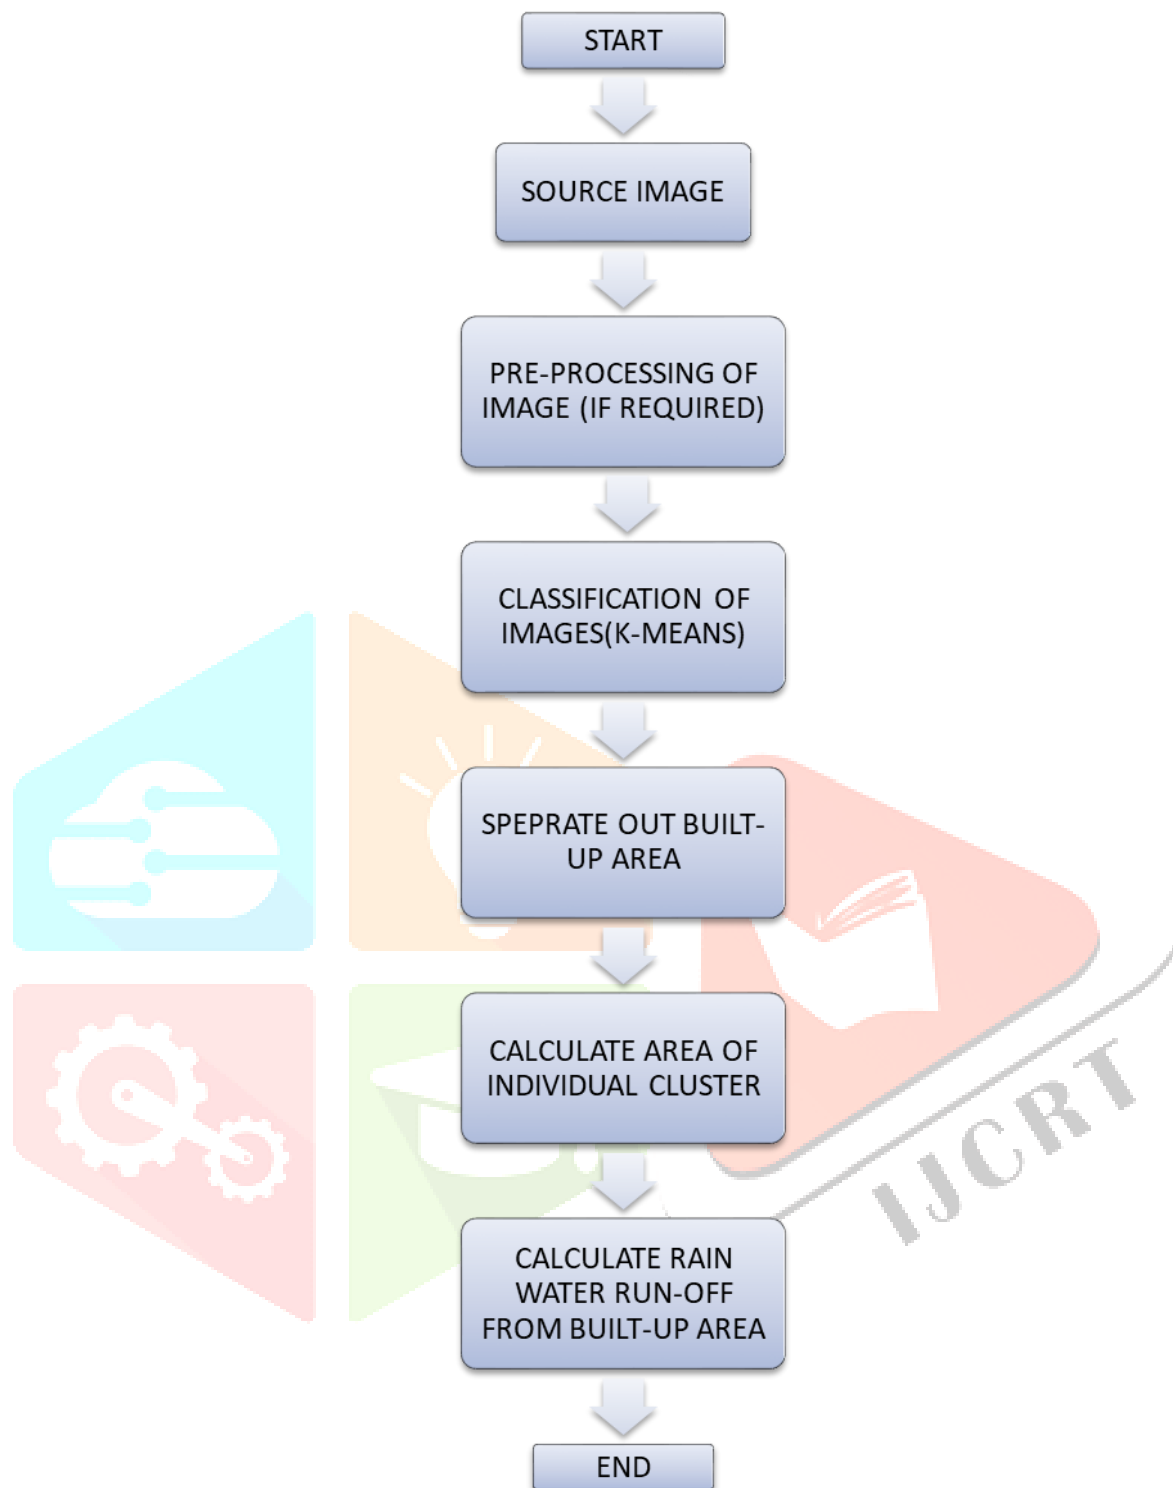 START
SOURCE IMAGE
PRE-PROCESSING OF
IMAGE (IF REQUIRED)
CLASSIFICATION OF
IMAGES(K-MEANS)
SPEPRATE OUT BUILT-
UP AREA
CALCULATE AREA OF
INDIVIDUAL CLUSTER
IJCRT
CALCULATE RAIN
WATER RUN-OFF
FROM BUILT-UP AREA
END